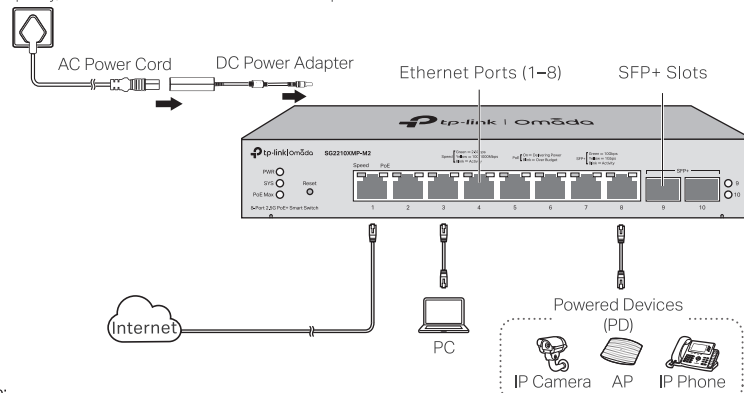 AC Power Cord
DC Power Adapter
Ethernet Ports (1–8)
SFP+ Slots
tp-link | omada
tp-link|omada SG2210XMP-M2
Speed PoE
PWR
SYS
PoE Max
Reset
SFP+
9
10
8-Port 2.5G PoE+ Smart Switch
1 2 3 4 5 6 7 8 9 10
Internet
PC
Powered Devices
(PD)
IP Camera AP IP Phone